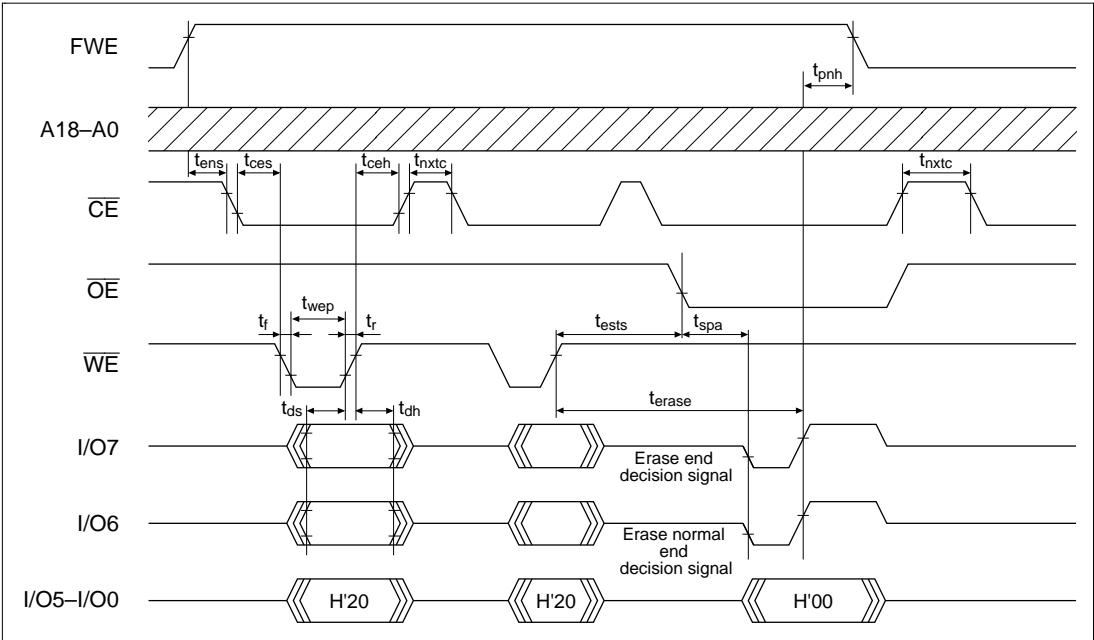 FWE
tpnh
A18–A0
tens
tces
tceh
tnxtc
tnxtc
CE
OE
twep
tests
tspa
tf
tr
WE
terase
tds
tdh
I/O7
Erase end
decision signal
I/O6
Erase normal
end
decision signal
I/O5–I/O0
H'20
H'20
H'00